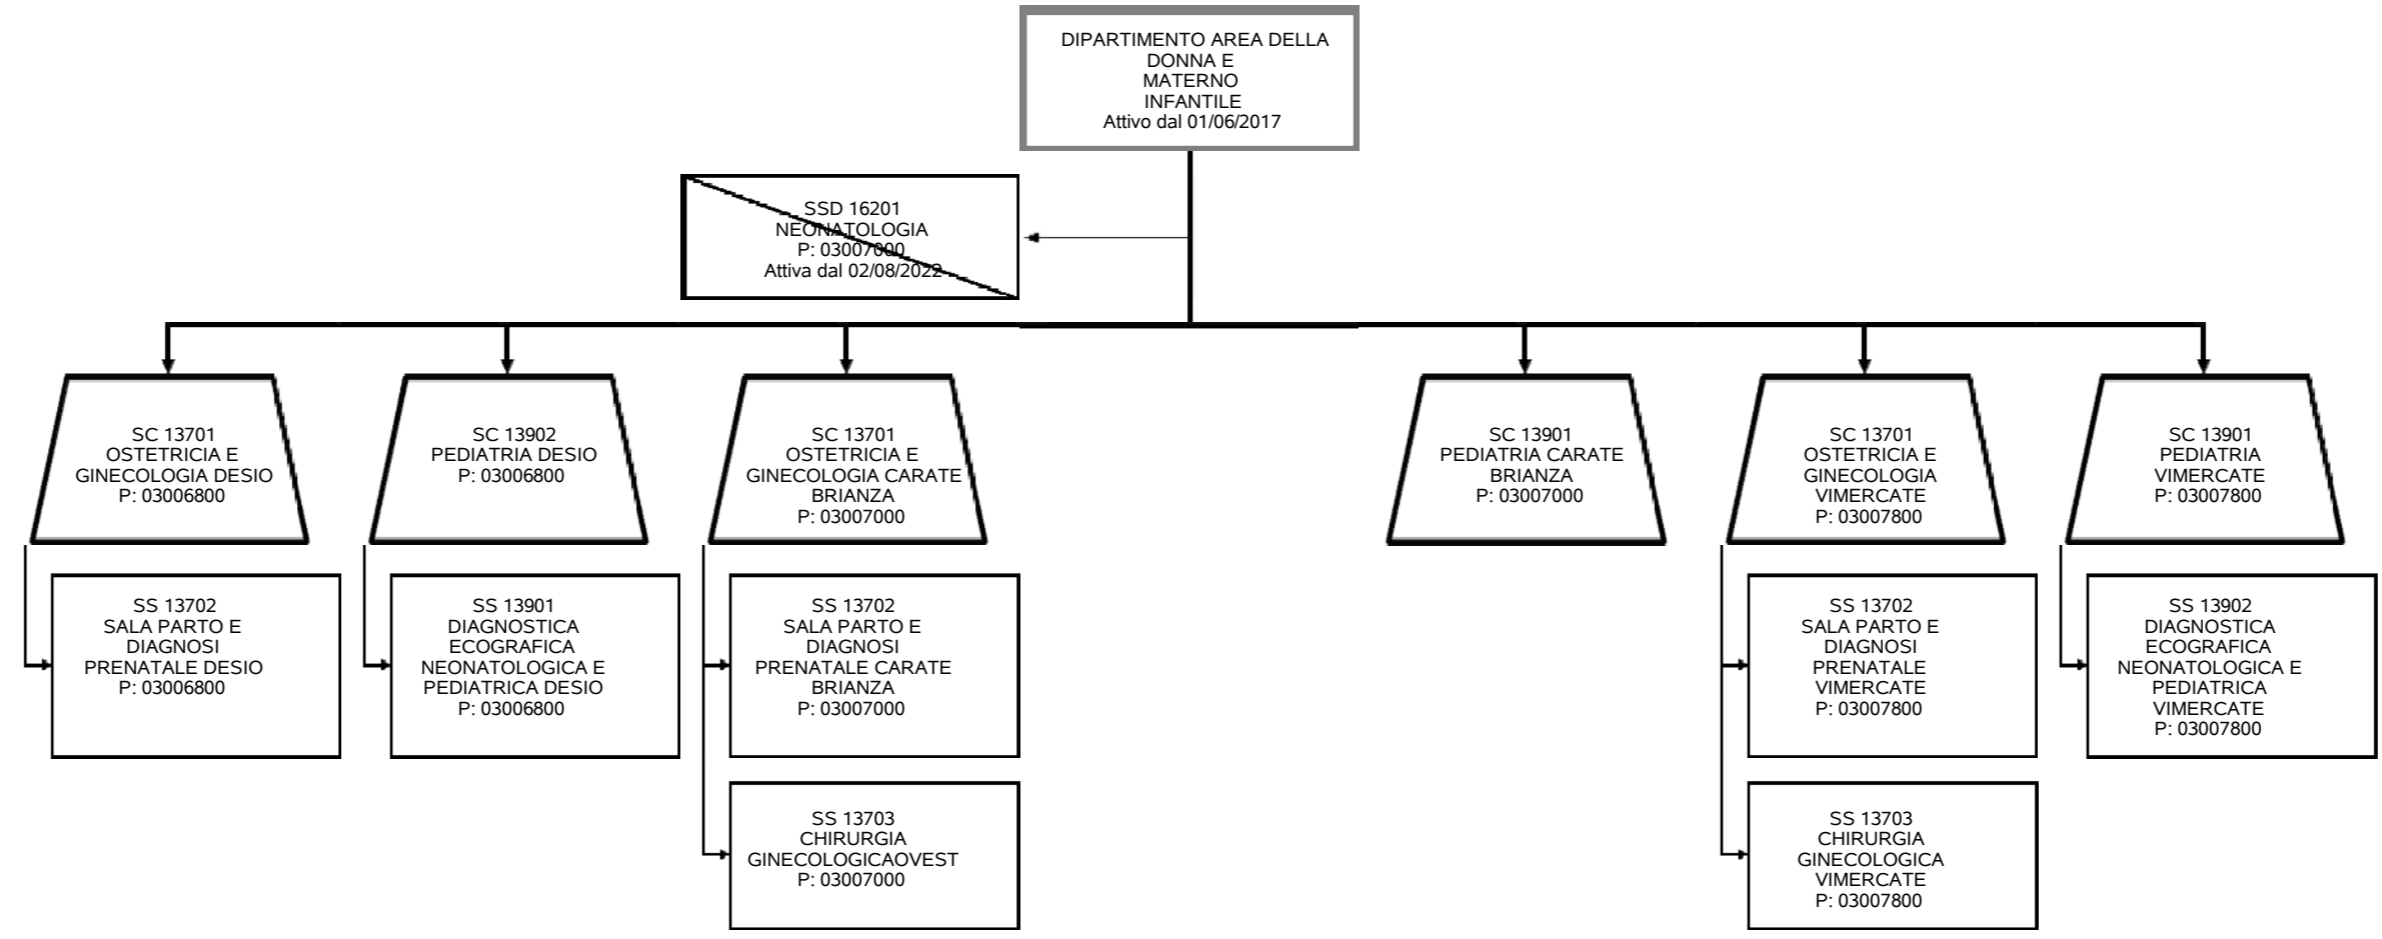 DIPARTIMENTO AREA DELLA
DONNA E
MATERNO
INFANTILE
Attivo dal 01/06/2017
SSD 16201
NEONATOLOGIA
P: 03007000
Attiva dal 02/08/2022
SC 13701
OSTETRICIA E
GINECOLOGIA DESIO
P: 03006800
SC 13902
PEDIATRIA DESIO
P: 03006800
SC 13701
OSTETRICIA E
GINECOLOGIA CARATE
BRIANZA
P: 03007000
SC 13901
PEDIATRIA CARATE
BRIANZA
P: 03007000
SC 13701
OSTETRICIA E
GINECOLOGIA
VIMERCATE
P: 03007800
SC 13901
PEDIATRIA
VIMERCATE
P: 03007800
SS 13702
SALA PARTO E
DIAGNOSI
PRENATALE DESIO
P: 03006800
SS 13901
DIAGNOSTICA
ECOGRAFICA
NEONATOLOGICA E
PEDIATRICA DESIO
P: 03006800
SS 13702
SALA PARTO E
DIAGNOSI
PRENATALE CARATE
BRIANZA
P: 03007000
SS 13702
SALA PARTO E
DIAGNOSI
PRENATALE
VIMERCATE
P: 03007800
SS 13902
DIAGNOSTICA
ECOGRAFICA
NEONATOLOGICA E
PEDIATRICA
VIMERCATE
P: 03007800
SS 13703
CHIRURGIA
GINECOLOGICAOVEST
P: 03007000
SS 13703
CHIRURGIA
GINECOLOGICA
VIMERCATE
P: 03007800